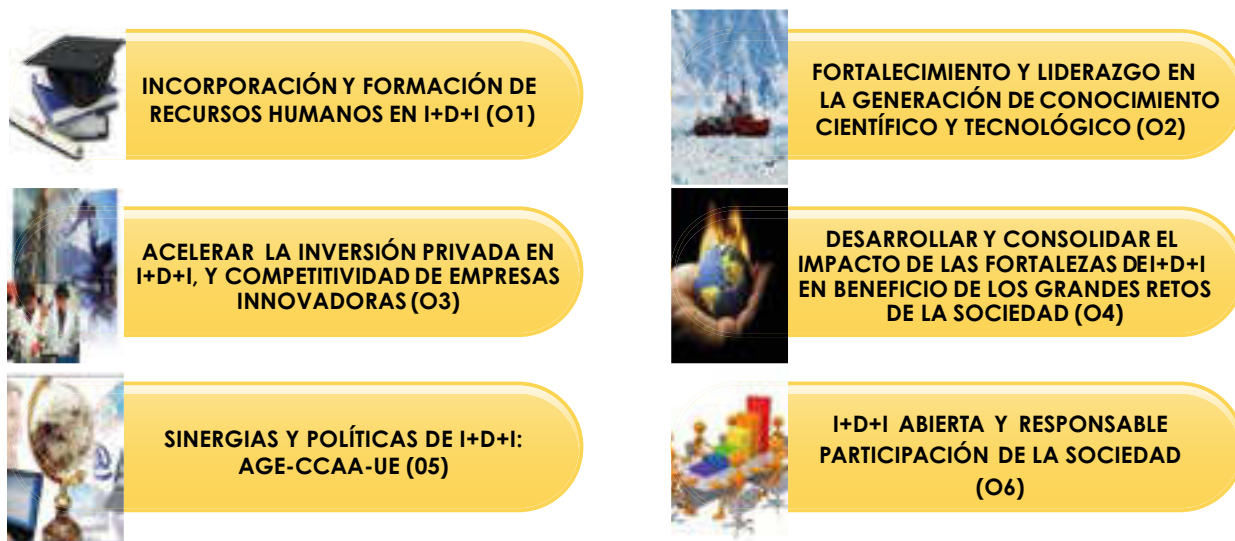 INCORPORACIÓN Y FORMACIÓN DE
RECURSOS HUMANOS EN I+D+I (O1)
FORTALECIMIENTO Y LIDERAZGO EN
LA GENERACIÓN DE CONOCIMIENTO
CIENTÍFICO Y TECNOLÓGICO (O2)
ACELERAR LA INVERSIÓN PRIVADA EN
I+D+I, Y COMPETITIVIDAD DE EMPRESAS
INNOVADORAS (O3)
DESARROLLAR Y CONSOLIDAR EL
IMPACTO DE LAS FORTALEZAS DE I+D+I
EN BENEFICIO DE LOS GRANDES RETOS
DE LA SOCIEDAD (O4)
SINERGIAS Y POLÍTICAS DE I+D+I:
AGE-CCAA-UE (05)
I+D+I ABIERTA Y RESPONSABLE
PARTICIPACIÓN DE LA SOCIEDAD
(O6)